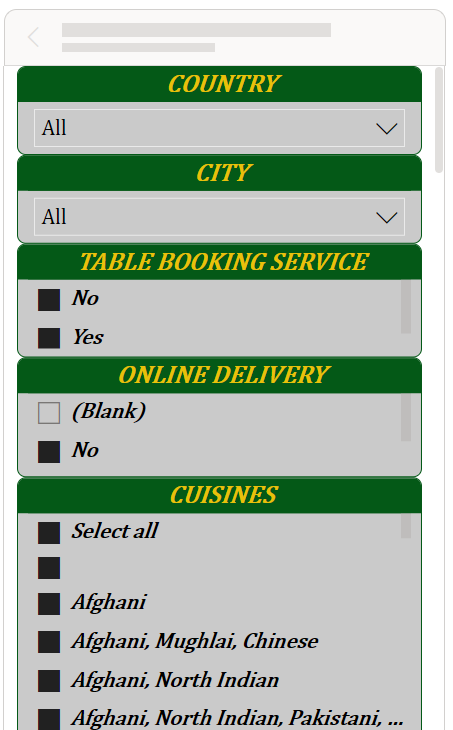 COUNTRY
All
CITY
All
TABLE BOOKING SERVICE
No
Yes
ONLINE DELIVERY
(Blank)
No
CUISINES
Select all
Afghani
Afghani, Mughlai, Chinese
Afghani, North Indian
Afghani, North Indian, Pakistani, ...